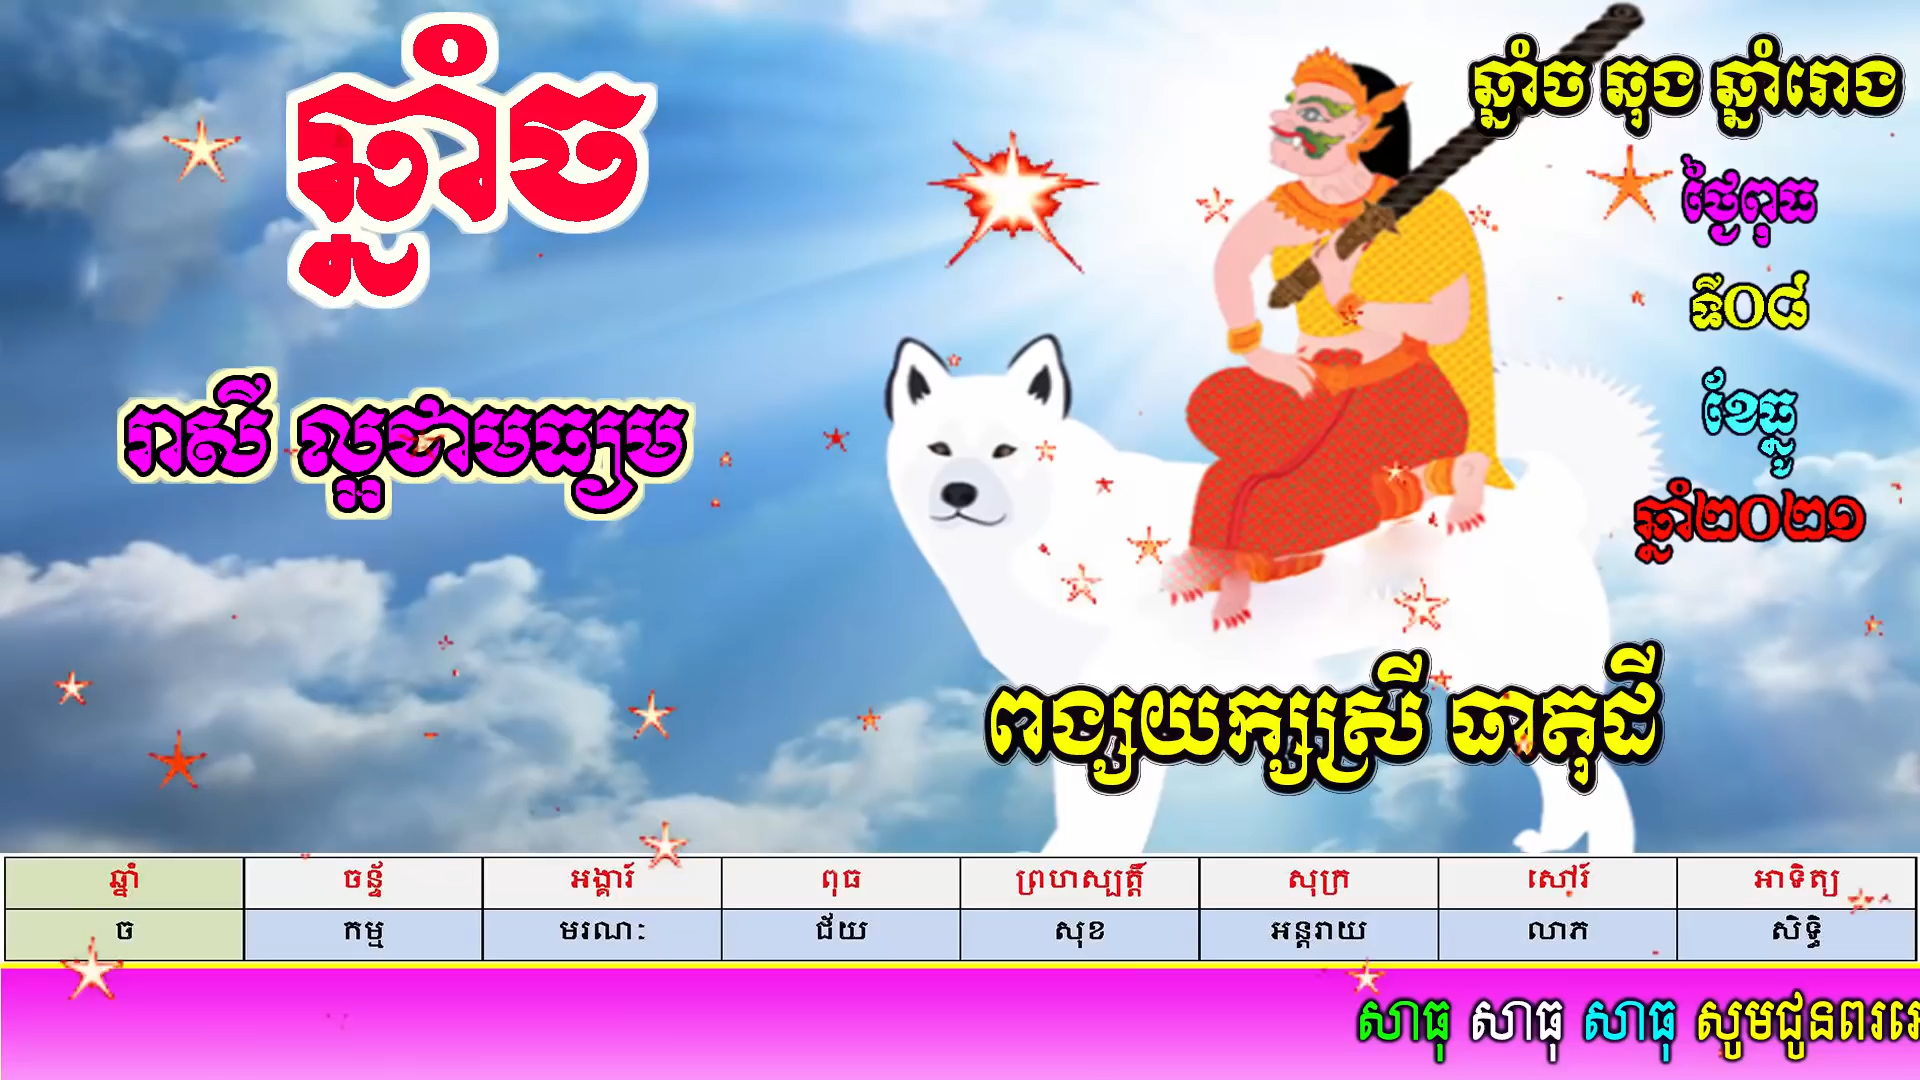 ឆ្នាំច
រាសី ល្អជាមធ្យម
ឆ្នាំច ឆុង ឆ្នាំរោង
ថ្ងៃពុធ
ទី០៨
ខែធ្នូ
ឆ្នាំ២០២១
ពង្សយក្សស្រី ធាតុដី
ឆ្នាំ ចន្ទ័ អង្គារ៍ ពុធ ព្រហស្បត្តិ៍ សុក្រ សៅរ៍ អាទិត្យ
ច កម្ម មរណៈ ជ័យ សុខ អន្តរាយ លាភ សិទ្ធិ
សាធុ សាធុ សាធុ សូមជូនពរ